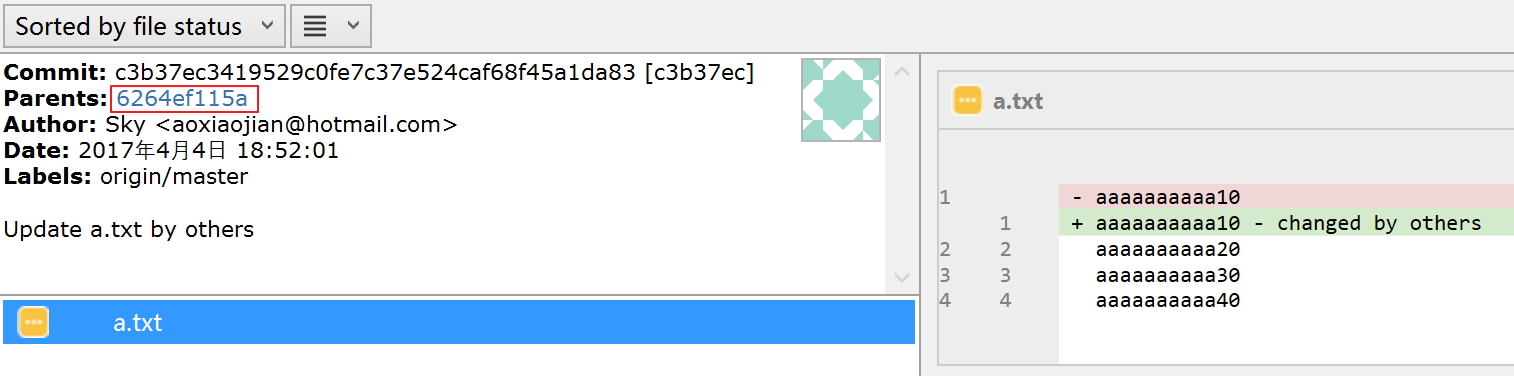 Sorted by file status
Commit: c3b37ec3419529c0fe7c37e524caf68f45a1da83 [c3b37ec]
Parents: 6264ef115a
Author: Sky <aoxiaojian@hotmail.com>
Date: 2017年4月4日 18:52:01
Labels: origin/master
Update a.txt by others
a.txt
a.txt
1 - aaaaaaaaaa10
1 + aaaaaaaaaa10 - changed by others
2 2 aaaaaaaaaa20
3 3 aaaaaaaaaa30
4 4 aaaaaaaaaa40